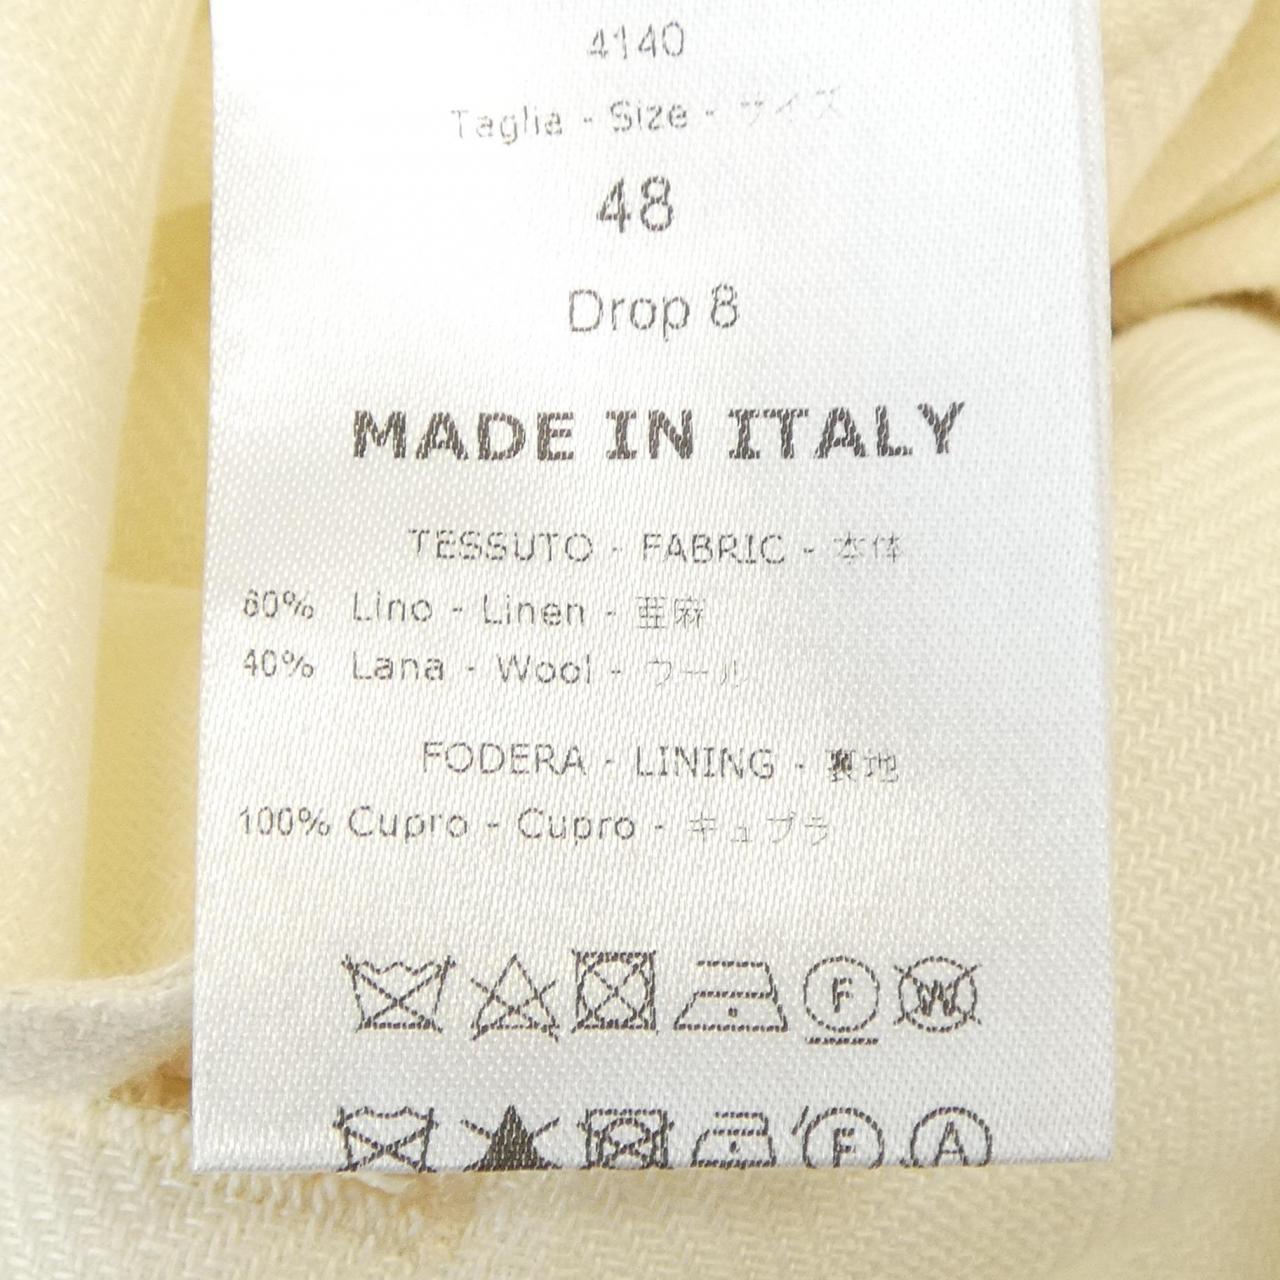 4140
Taglia - Size - サイズ
48
Drop 8
MADE IN ITALY
TESSUTO - FABRIC - 本体
60% Lino - Linen - 亜麻
40% Lana - Wool - ウール
FODERA - LINING - 裏地
100% Cupro - Cupro - キュプラ
F W
F A